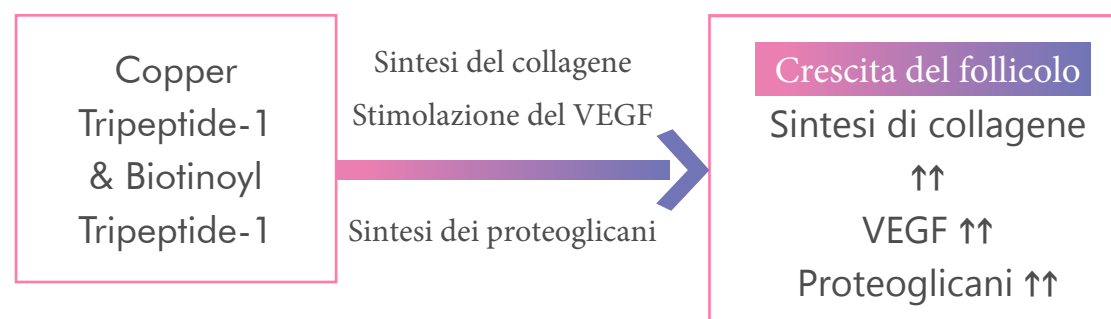 Copper
Tripeptide-1
& Biotinoyl
Tripeptide-1
Sintesi del collagene
Stimolazione del VEGF
Sintesi dei proteoglicani
Crescita del follicolo
Sintesi di collagene
↑↑
VEGF ↑↑
Proteoglicani ↑↑